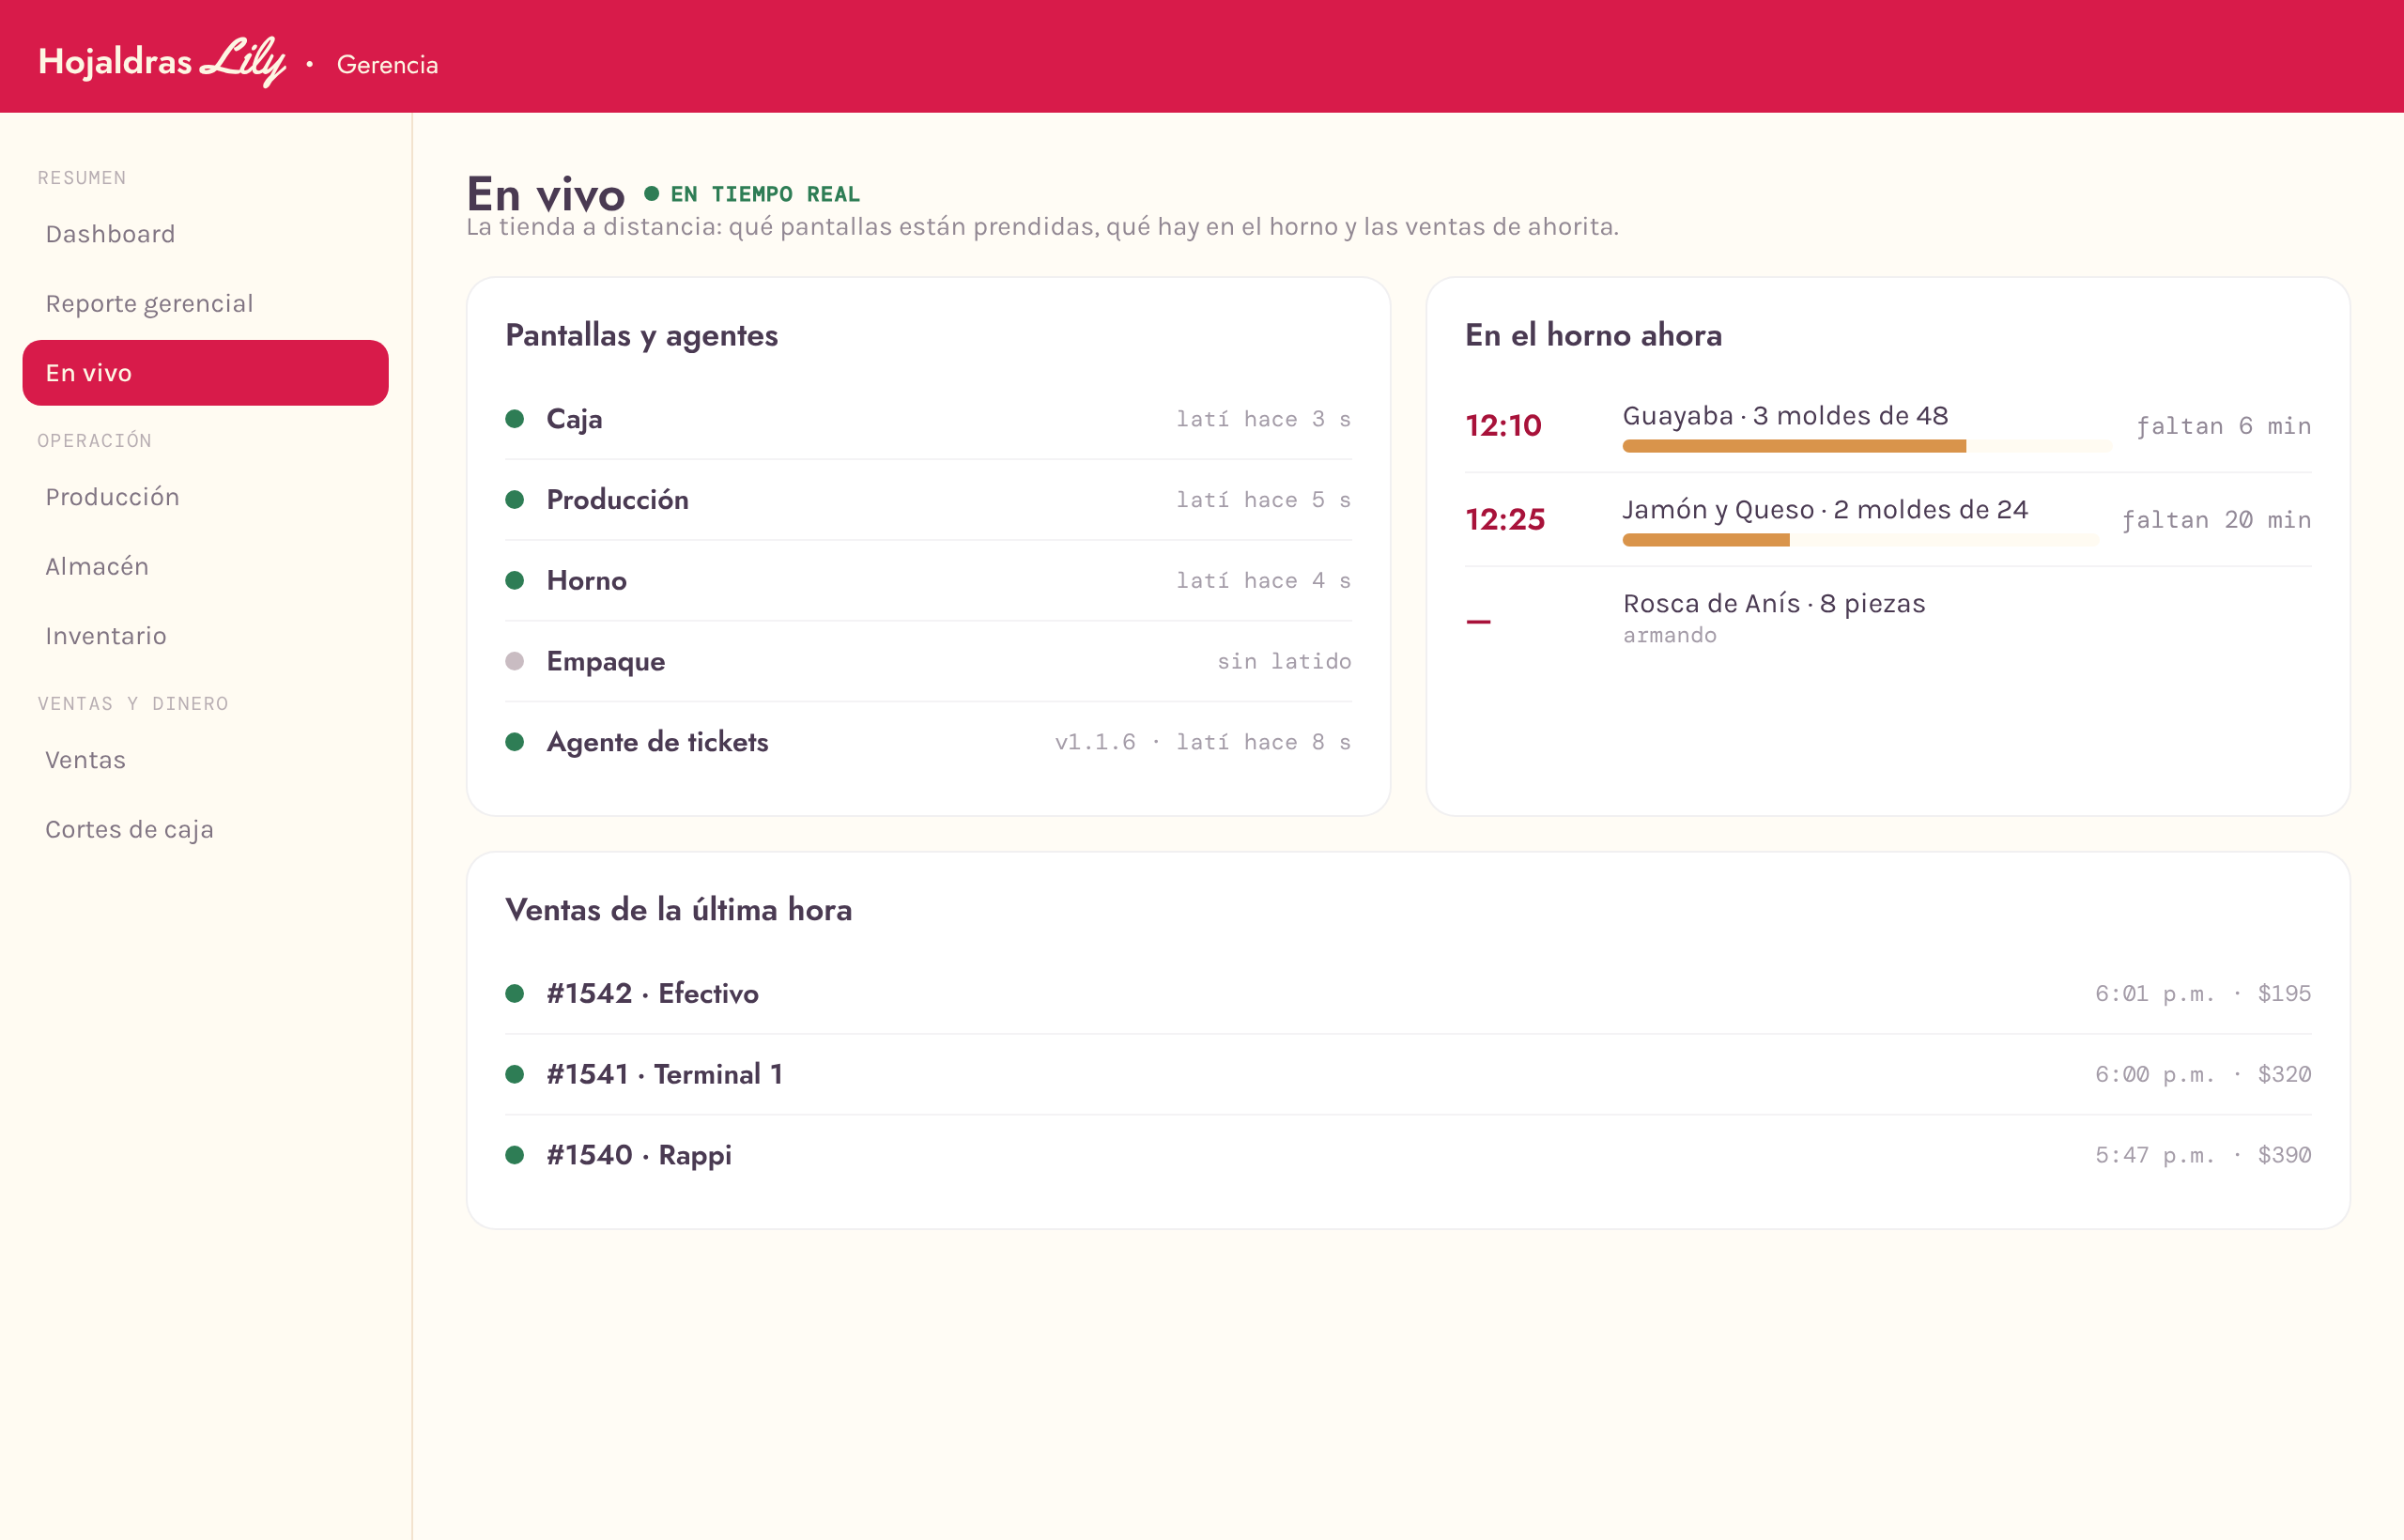 Hojaldras Lily • Gerencia
RESUMEN
Dashboard
Reporte gerencial
En vivo
OPERACIÓN
Producción
Almacén
Inventario
VENTAS Y DINERO
Ventas
Cortes de caja
En vivo EN TIEMPO REAL
La tienda a distancia: qué pantallas están prendidas, qué hay en el horno y las ventas de ahorita.
Pantallas y agentes
Caja latí hace 3 s
Producción latí hace 5 s
Horno latí hace 4 s
Empaque sin latido
Agente de tickets v1.1.6 · latí hace 8 s
En el horno ahora
12:10 Guayaba · 3 moldes de 48 faltan 6 min
12:25 Jamón y Queso · 2 moldes de 24 faltan 20 min
— Rosca de Anís · 8 piezas
armando
Ventas de la última hora
#1542 · Efectivo 6:01 p.m. · $195
#1541 · Terminal 1 6:00 p.m. · $320
#1540 · Rappi 5:47 p.m. · $390